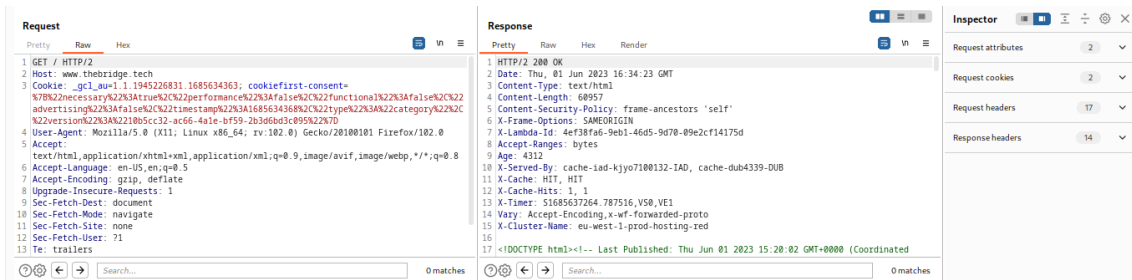 Request
Pretty Raw Hex
\n
1 GET / HTTP/2
2 Host: www.thebridge.tech
3 Cookie: _gcl_au=1.1.1945226831.1685634363; cookiefirst-consent=
%7B%22necessary%22%3Atrue%2C%22performance%22%3Afalse%2C%22functional%22%3Afalse%2C%22
advertising%22%3Afalse%2C%22timestamp%22%3A1685634368%2C%22type%22%3A%22category%22%2C
%22version%22%3A%2210b5cc32-ac66-4a1e-bf59-2b3d6bd3c095%22%7D
4 User-Agent: Mozilla/5.0 (X11; Linux x86_64; rv:102.0) Gecko/20100101 Firefox/102.0
5 Accept:
text/html,application/xhtml+xml,application/xml;q=0.9,image/avif,image/webp,*/*;q=0.8
6 Accept-Language: en-US,en;q=0.5
7 Accept-Encoding: gzip, deflate
8 Upgrade-Insecure-Requests: 1
9 Sec-Fetch-Dest: document
10 Sec-Fetch-Mode: navigate
11 Sec-Fetch-Site: none
12 Sec-Fetch-User: ?1
13 Te: trailers
Search...
0 matches
Response
Pretty Raw Hex Render
\n
1 HTTP/2 200 OK
2 Date: Thu, 01 Jun 2023 16:34:23 GMT
3 Content-Type: text/html
4 Content-Length: 60957
5 Content-Security-Policy: frame-ancestors 'self'
6 X-Frame-Options: SAMEORIGIN
7 X-Lambda-Id: 4ef38fa6-9eb1-46d5-9d70-09e2cf14175d
8 Accept-Ranges: bytes
9 Age: 4312
10 X-Served-By: cache-iad-kjyo7100132-IAD, cache-dub4339-DUB
11 X-Cache: HIT, HIT
12 X-Cache-Hits: 1, 1
13 X-Timer: S1685637264.787516,VS0,VE1
14 Vary: Accept-Encoding,x-wf-forwarded-proto
15 X-Cluster-Name: eu-west-1-prod-hosting-red
16
17 <!DOCTYPE html><!-- Last Published: Thu Jun 01 2023 15:20:02 GMT+0000 (Coordinated
Search...
0 matches
Inspector
Request attributes 2
Request cookies 2
Request headers 17
Response headers 14